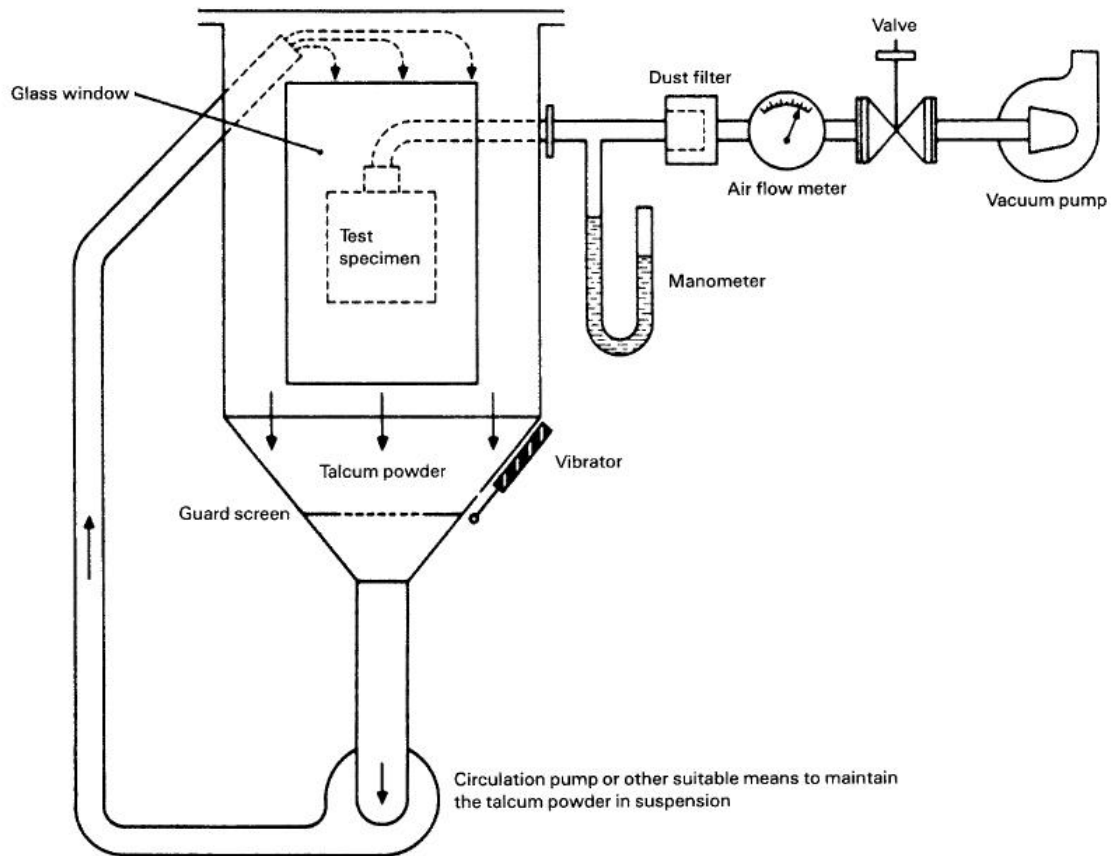 Valve
Dust filter
Glass window
Air flow meter
Vacuum pump
Test
specimen
Manometer
Talcum powder
Vibrator
Guard screen
Circulation pump or other suitable means to maintain
the talcum powder in suspension